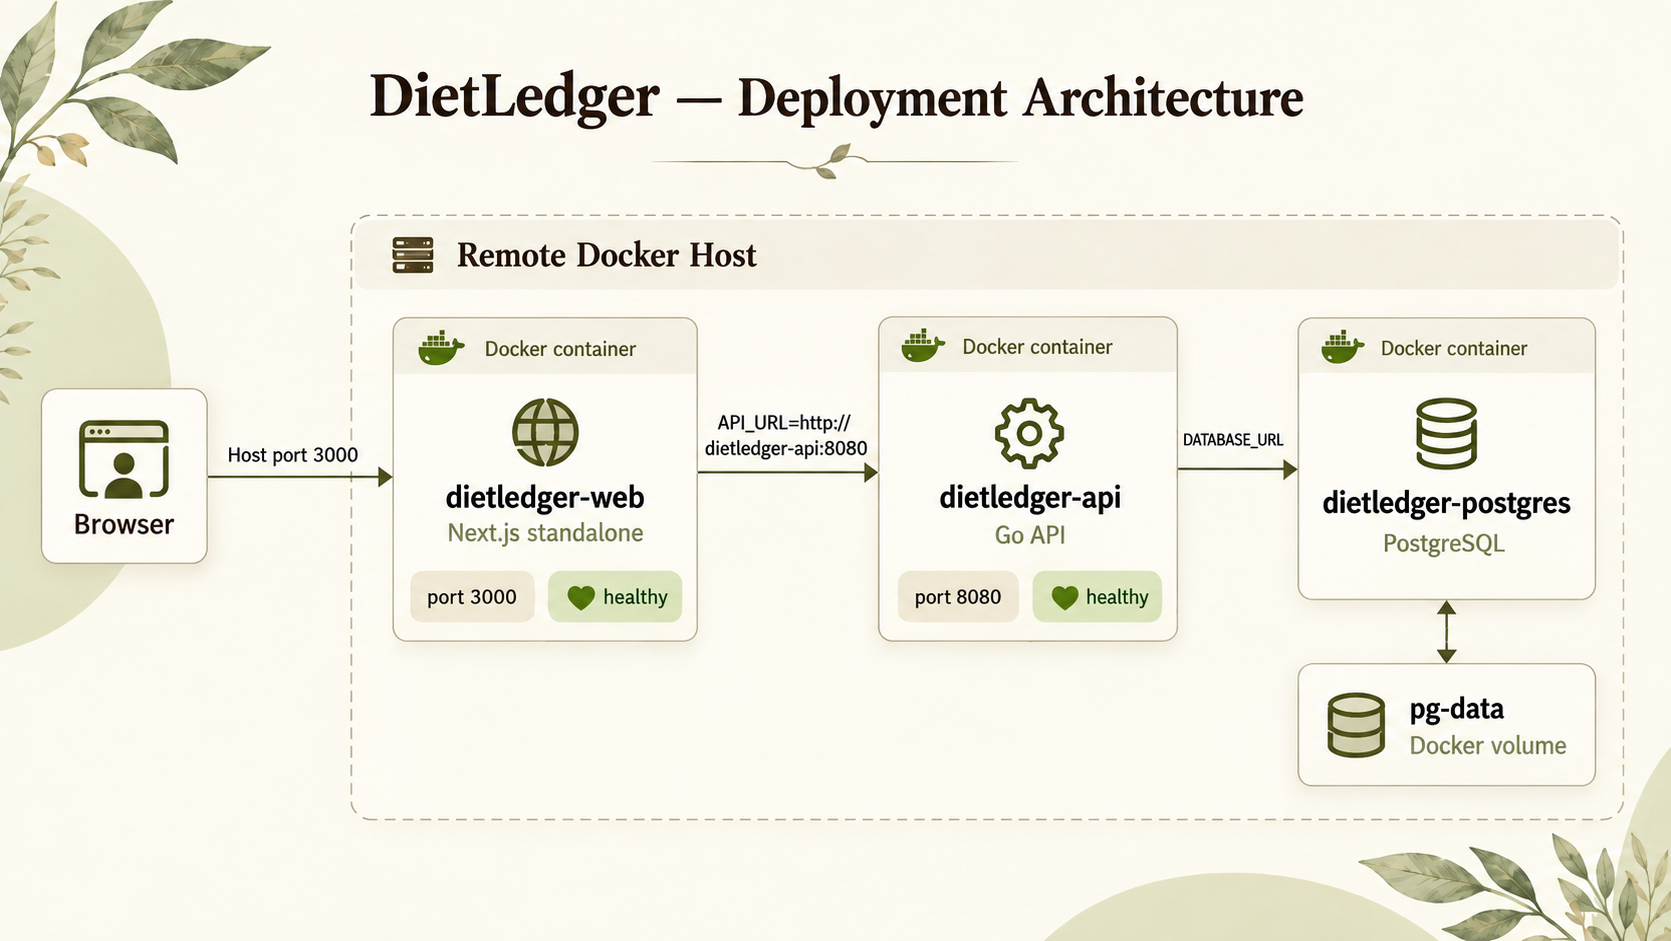 DietLedger — Deployment Architecture
Remote Docker Host
Browser
Host port 3000
Docker container
dietledger-web
Next.js standalone
port 3000
healthy
API_URL=http://
dietledger-api:8080
Docker container
dietledger-api
Go API
port 8080
healthy
DATABASE_URL
Docker container
dietledger-postgres
PostgreSQL
pg-data
Docker volume